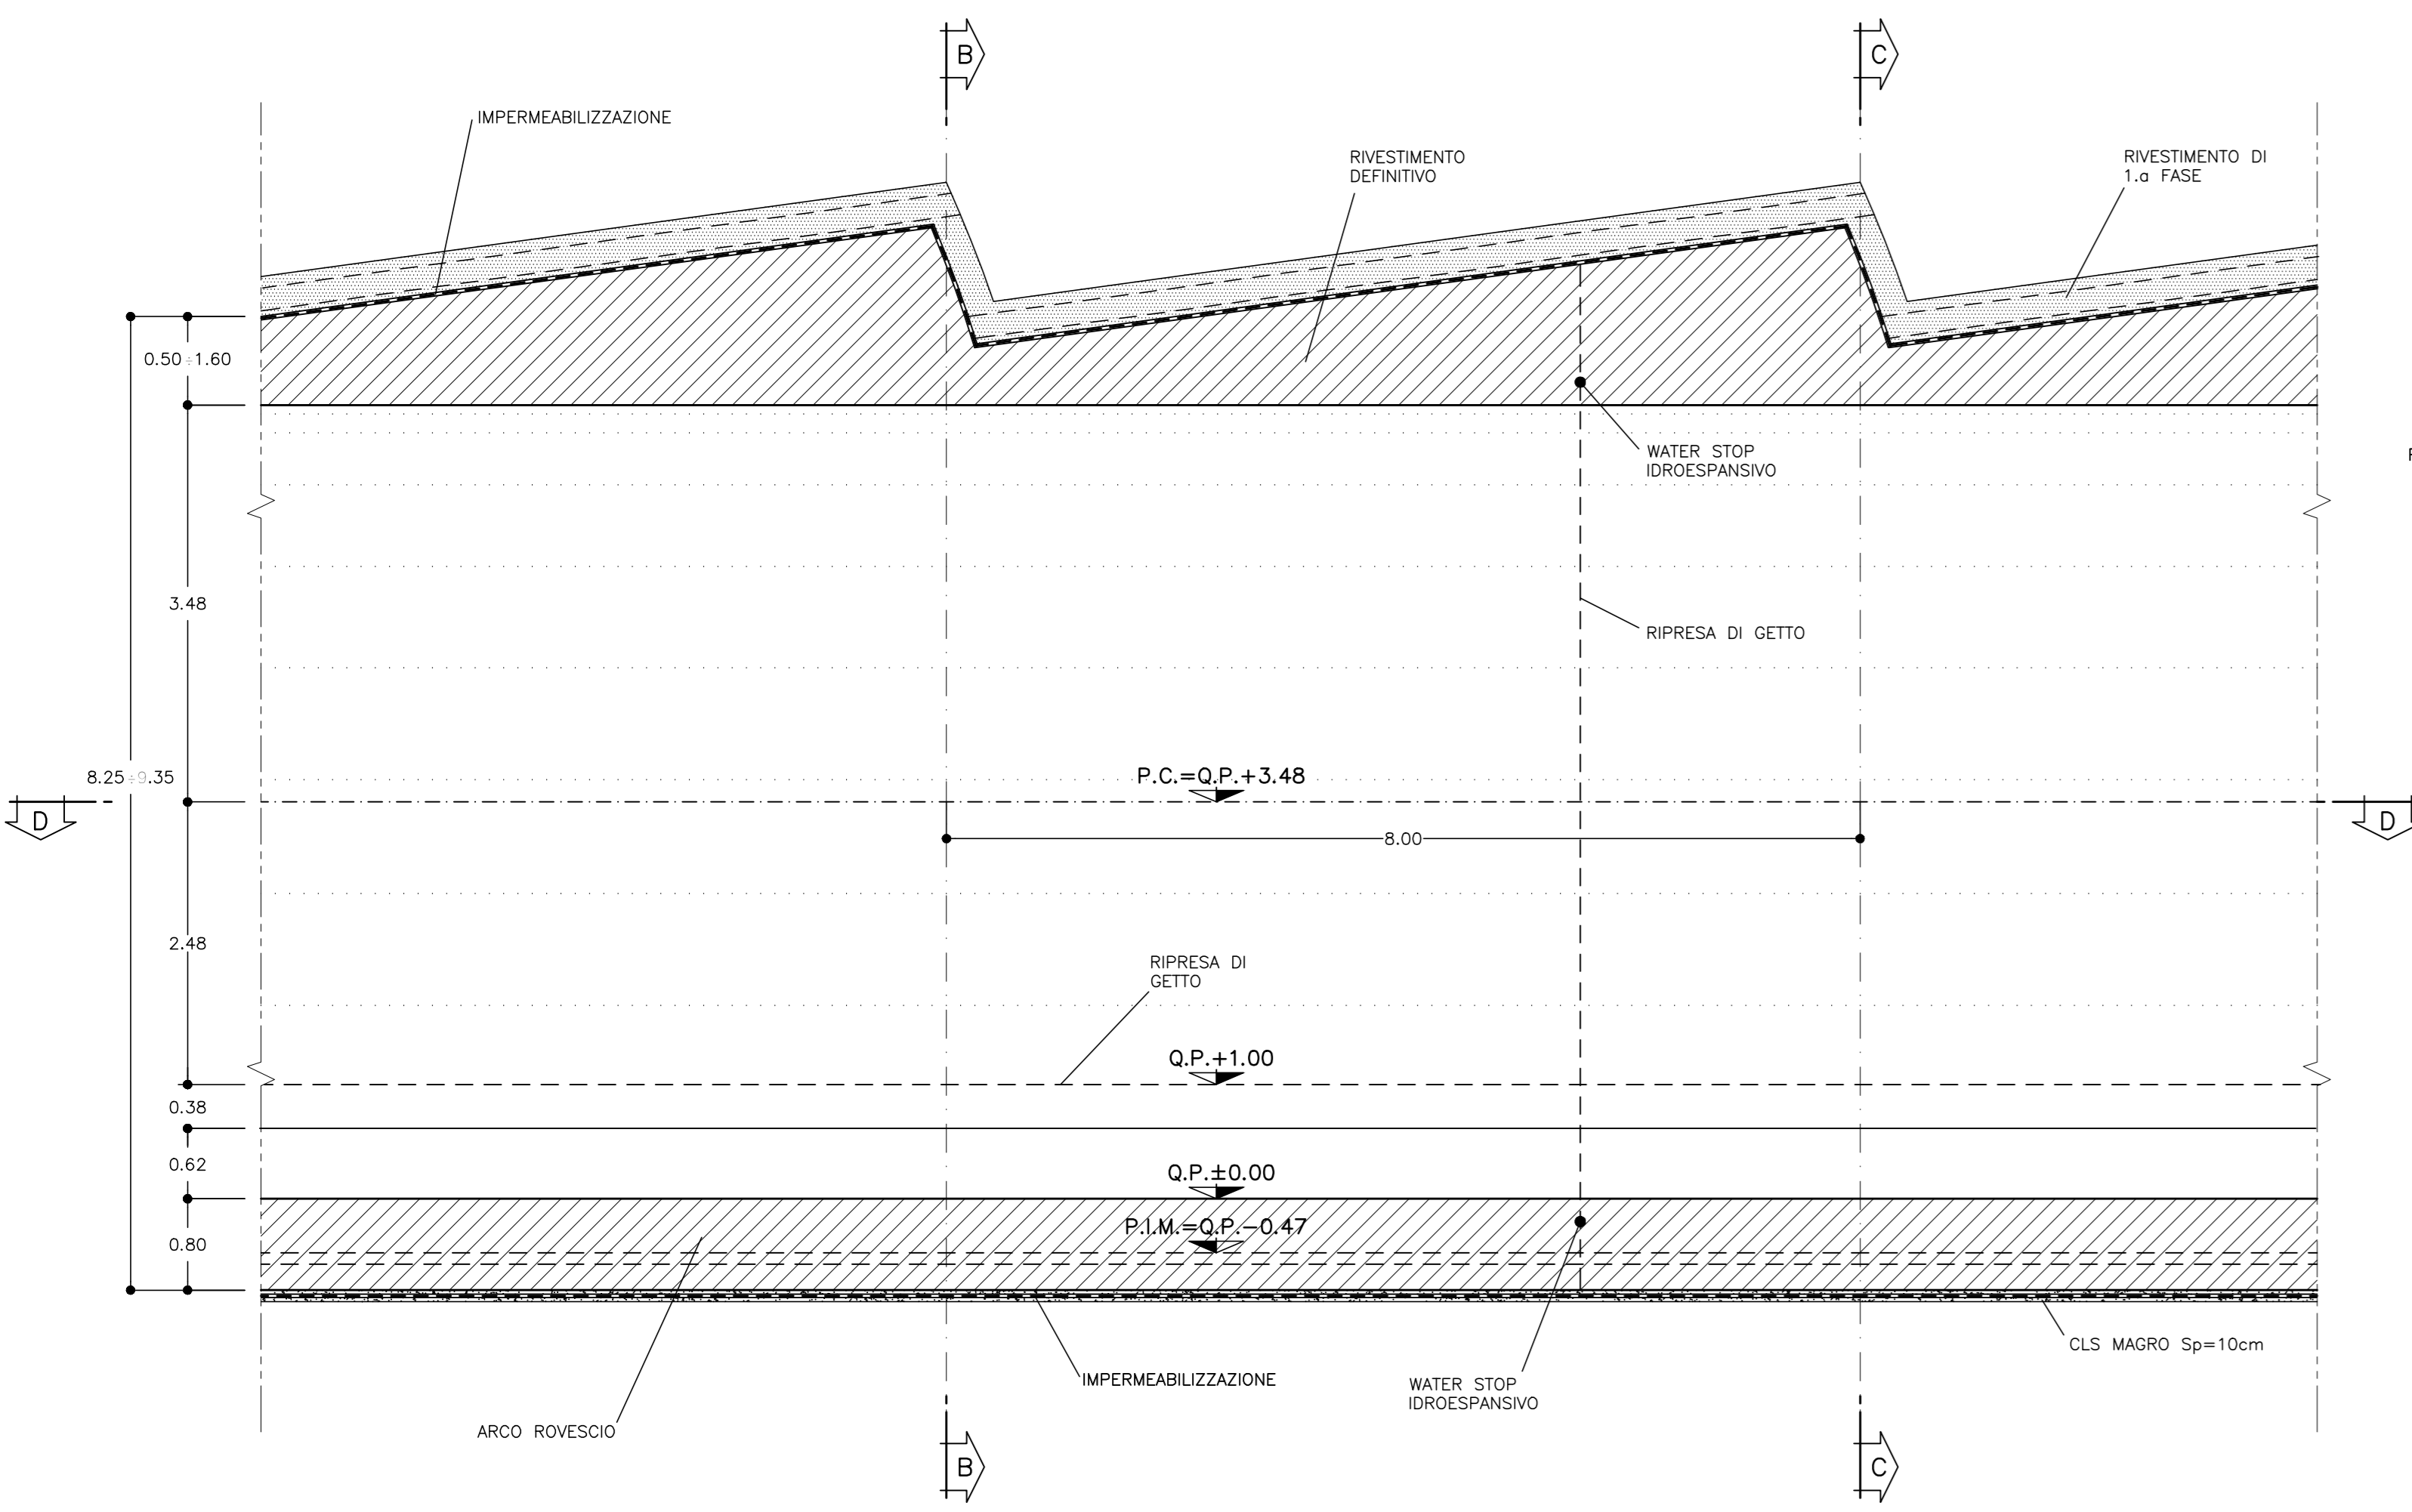 B
C
IMPERMEABILIZZAZIONE
RIVESTIMENTO
DEFINITIVO
RIVESTIMENTO DI
1.a FASE
0.50÷1.60
WATER STOP
IDROESPANSIVO
3.48
RIPRESA DI GETTO
8.25÷9.35
P.C.=Q.P.+3.48
D
D
8.00
2.48
RIPRESA DI
GETTO
Q.P.+1.00
0.38
0.62
Q.P.±0.00
P.I.M.=Q.P.−0.47
0.80
CLS MAGRO Sp=10cm
IMPERMEABILIZZAZIONE
WATER STOP
IDROESPANSIVO
ARCO ROVESCIO
B
C